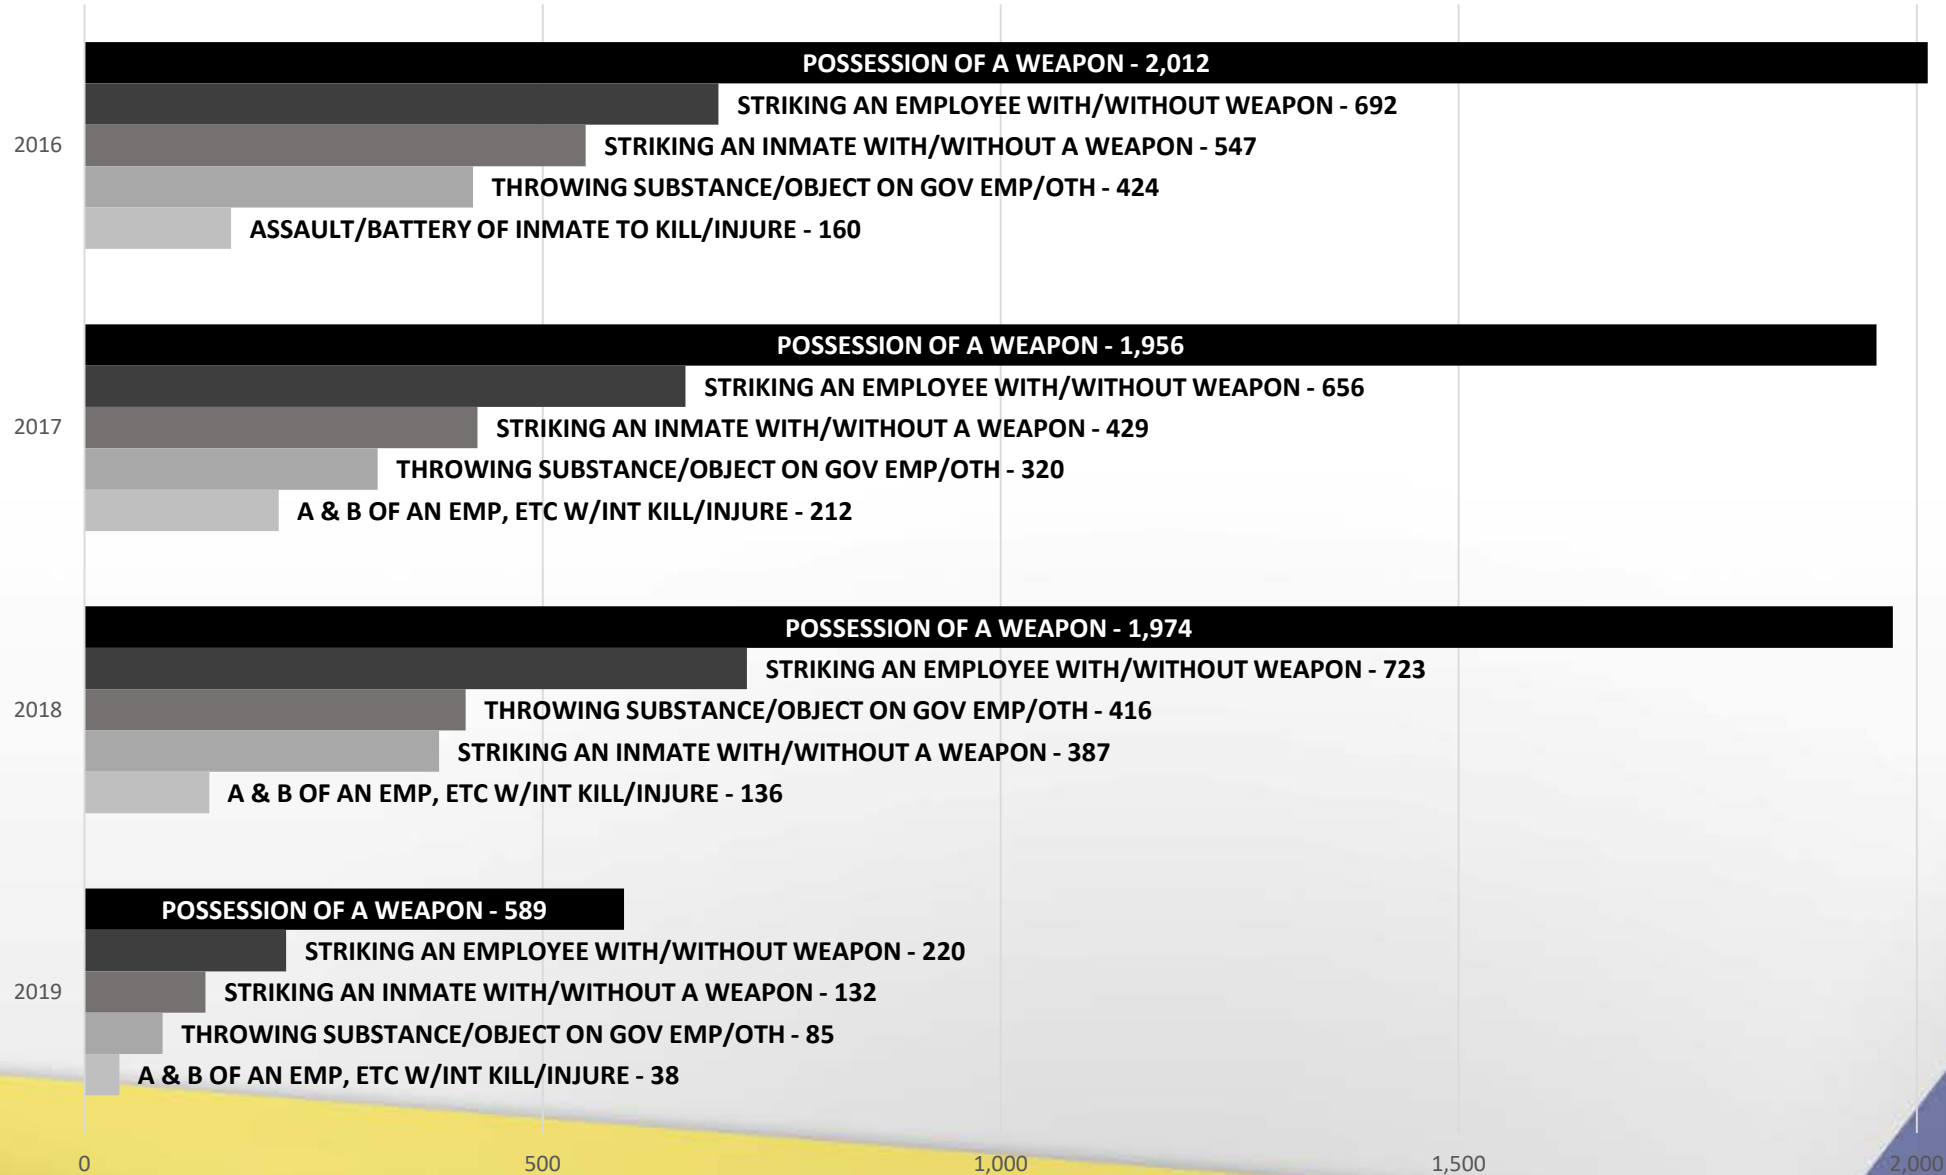 POSSESSION OF A WEAPON - 2,012
STRIKING AN EMPLOYEE WITH/WITHOUT WEAPON - 692
2016
STRIKING AN INMATE WITH/WITHOUT A WEAPON - 547
THROWING SUBSTANCE/OBJECT ON GOV EMP/OTH - 424
ASSAULT/BATTERY OF INMATE TO KILL/INJURE - 160
POSSESSION OF A WEAPON - 1,956
STRIKING AN EMPLOYEE WITH/WITHOUT WEAPON - 656
2017
STRIKING AN INMATE WITH/WITHOUT A WEAPON - 429
THROWING SUBSTANCE/OBJECT ON GOV EMP/OTH - 320
A & B OF AN EMP, ETC W/INT KILL/INJURE - 212
POSSESSION OF A WEAPON - 1,974
STRIKING AN EMPLOYEE WITH/WITHOUT WEAPON - 723
2018
THROWING SUBSTANCE/OBJECT ON GOV EMP/OTH - 416
STRIKING AN INMATE WITH/WITHOUT A WEAPON - 387
A & B OF AN EMP, ETC W/INT KILL/INJURE - 136
POSSESSION OF A WEAPON - 589
STRIKING AN EMPLOYEE WITH/WITHOUT WEAPON - 220
2019
STRIKING AN INMATE WITH/WITHOUT A WEAPON - 132
THROWING SUBSTANCE/OBJECT ON GOV EMP/OTH - 85
A & B OF AN EMP, ETC W/INT KILL/INJURE - 38
0 500 1,000 1,500 2,000